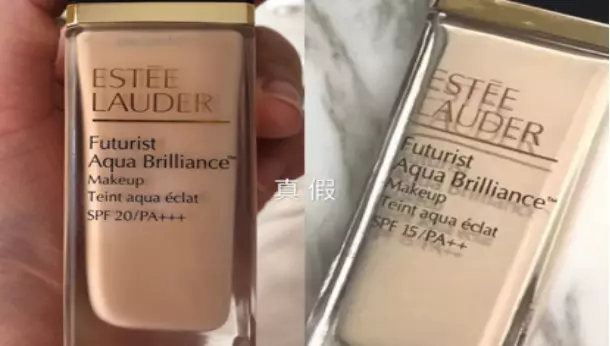 ESTĒE
LAUDER
Futurist
Aqua Brilliance™
Makeup
Teint aqua éclat
SPF 20/PA+++
真 假
ESTĒE
LAUDER
Futurist
Aqua Brilliance™
Makeup
Teint aqua éclat
SPF 15/PA++